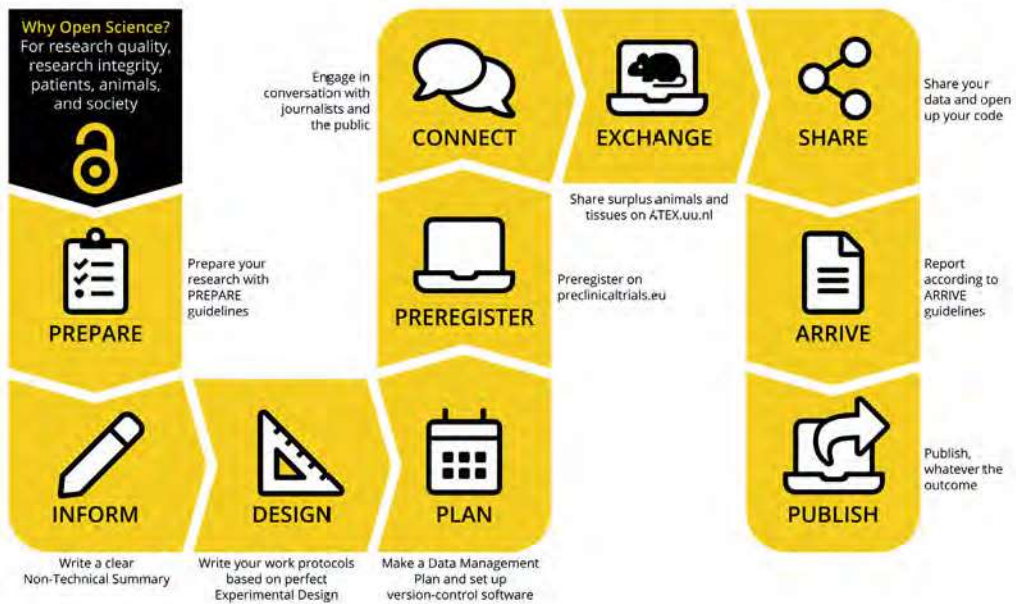 Why Open Science?
For research quality,
research integrity,
patients, animals,
and society
PREPARE
Prepare your
research with
PREPARE
guidelines
INFORM
Write a clear
Non-Technical Summary
DESIGN
Write your work protocols
based on perfect
Experimental Design
PLAN
Make a Data Management
Plan and set up
version-control software
PREREGISTER
Preregister on
preclinicaltrials.eu
CONNECT
Engage in
conversation with
journalists and
the public
EXCHANGE
Share surplus animals and
tissues on ATEX.uu.nl
SHARE
Share your
data and open
up your code
ARRIVE
Report
according to
ARRIVE
guidelines
PUBLISH
Publish,
whatever the
outcome